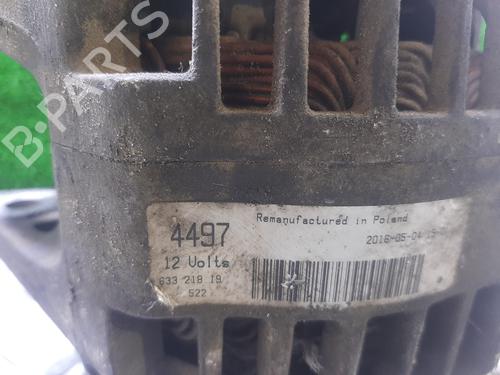 B-PARTS
Remanufactured in Poland
4497
2016-05-04
12 Volts
633 218 19
522